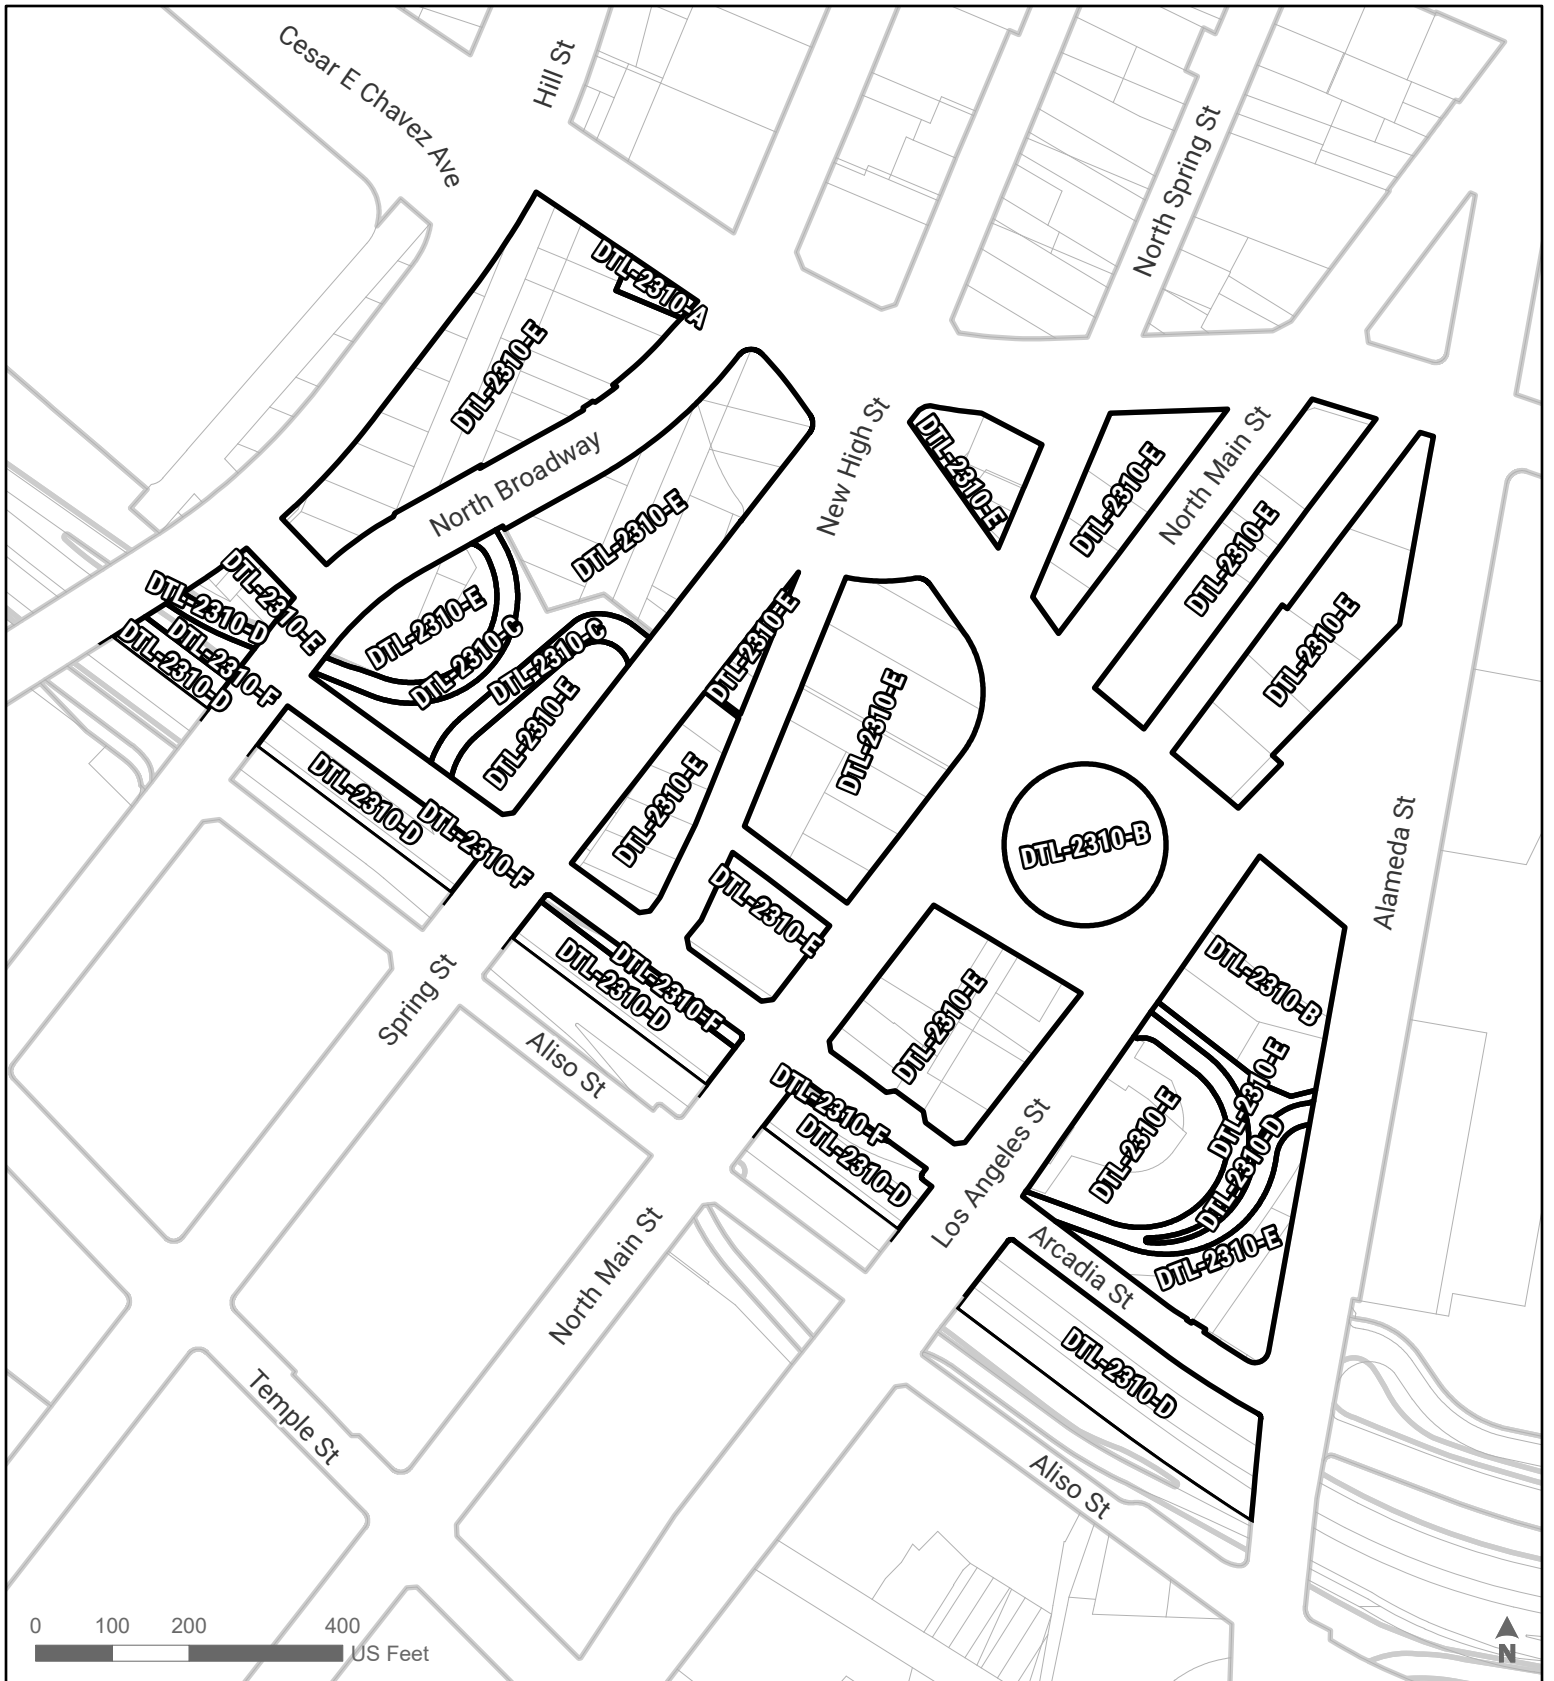 Cesar E Chavez Ave
Hill St
North Spring St
DTL-2310-A
DTL-2310-E
North Broadway
New High St
DTL-2310-E
DTL-2310-E
North Main St
DTL-2310-E
DTL-2310-E
DTL-2310-E
DTL-2310-E
DTL-2310-D
DTL-2310-F
DTL-2310-D
DTL-2310-E
DTL-2310-C
DTL-2310-C
DTL-2310-E
DTL-2310-E
DTL-2310-E
DTL-2310-E
DTL-2310-E
DTL-2310-D
DTL-2310-F
DTL-2310-B
Alameda St
DTL-2310-E
Spring St
DTL-2310-F
DTL-2310-D
DTL-2310-E
DTL-2310-B
Aliso St
DTL-2310-F
DTL-2310-D
Los Angeles St
DTL-2310-E
DTL-2310-E
DTL-2310-D
DTL-2310-E
Arcadia St
North Main St
DTL-2310-D
Temple St
Aliso St
0 100 200 400
US Feet
N